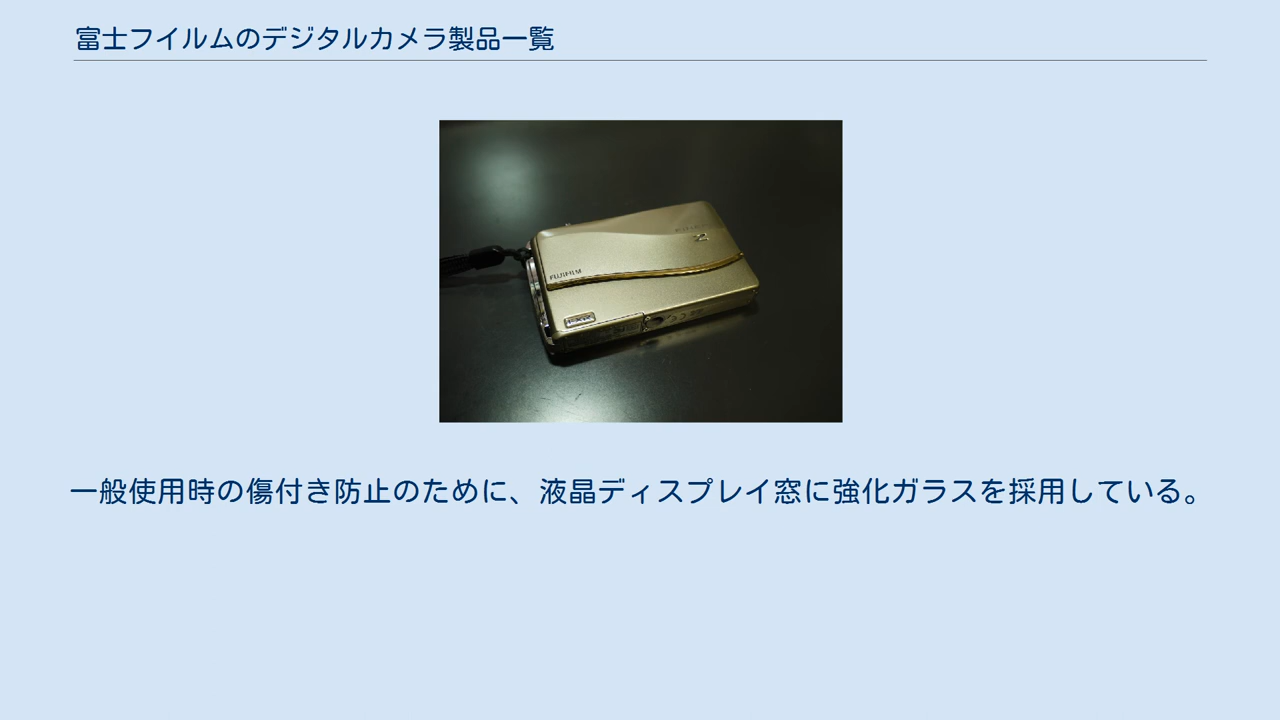 富士フイルムのデジタルカメラ製品一覧
FUJIFILM
一般使用時の傷付き防止のために、液晶ディスプレイ窓に強化ガラスを採用している。